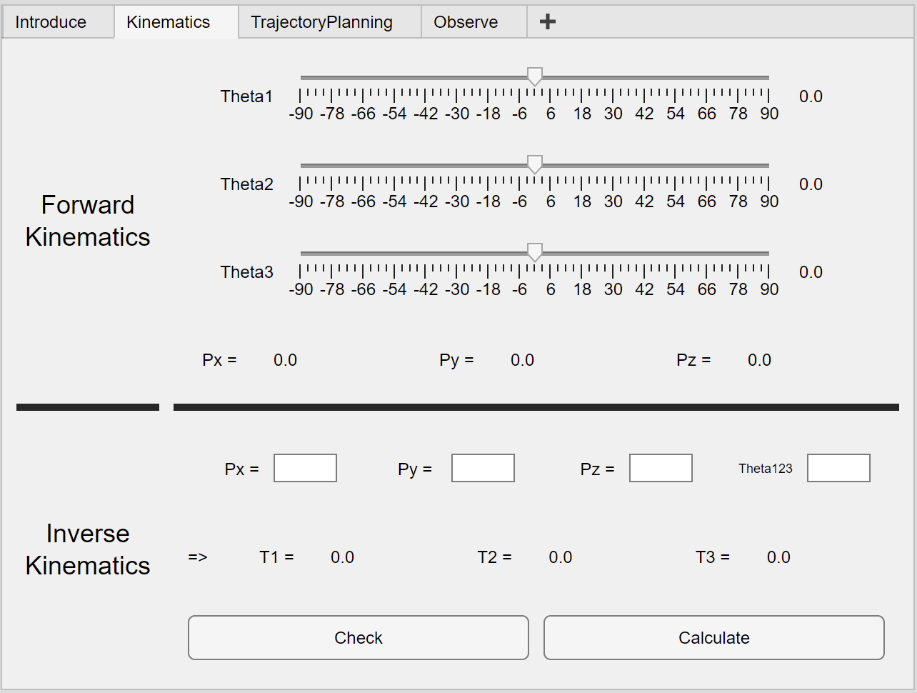 Introduce Kinematics TrajectoryPlanning Observe +
Theta1 0.0
-90 -78 -66 -54 -42 -30 -18 -6 6 18 30 42 54 66 78 90
Theta2 0.0
-90 -78 -66 -54 -42 -30 -18 -6 6 18 30 42 54 66 78 90
Forward
Kinematics
Theta3 0.0
-90 -78 -66 -54 -42 -30 -18 -6 6 18 30 42 54 66 78 90
Px = 0.0 Py = 0.0 Pz = 0.0
Px = Py = Pz = Theta123
Inverse
Kinematics
=> T1 = 0.0 T2 = 0.0 T3 = 0.0
Check Calculate